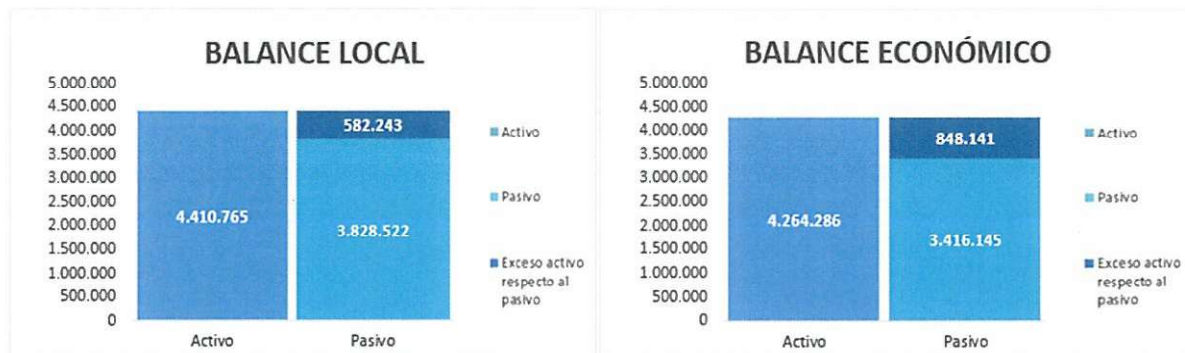 BALANCE LOCAL
5.000.000
4.500.000
4.000.000
3.500.000
3.000.000
2.500.000
2.000.000
1.500.000
1.000.000
500.000
0
4.410.765
582.243
3.828.522
Activo
Pasivo
Activo
Pasivo
Exceso activo
respecto al
pasivo
BALANCE ECONÓMICO
5.000.000
4.500.000
4.000.000
3.500.000
3.000.000
2.500.000
2.000.000
1.500.000
1.000.000
500.000
0
4.264.286
848.141
3.416.145
Activo
Pasivo
Activo
Pasivo
Exceso activo
respecto al
pasivo